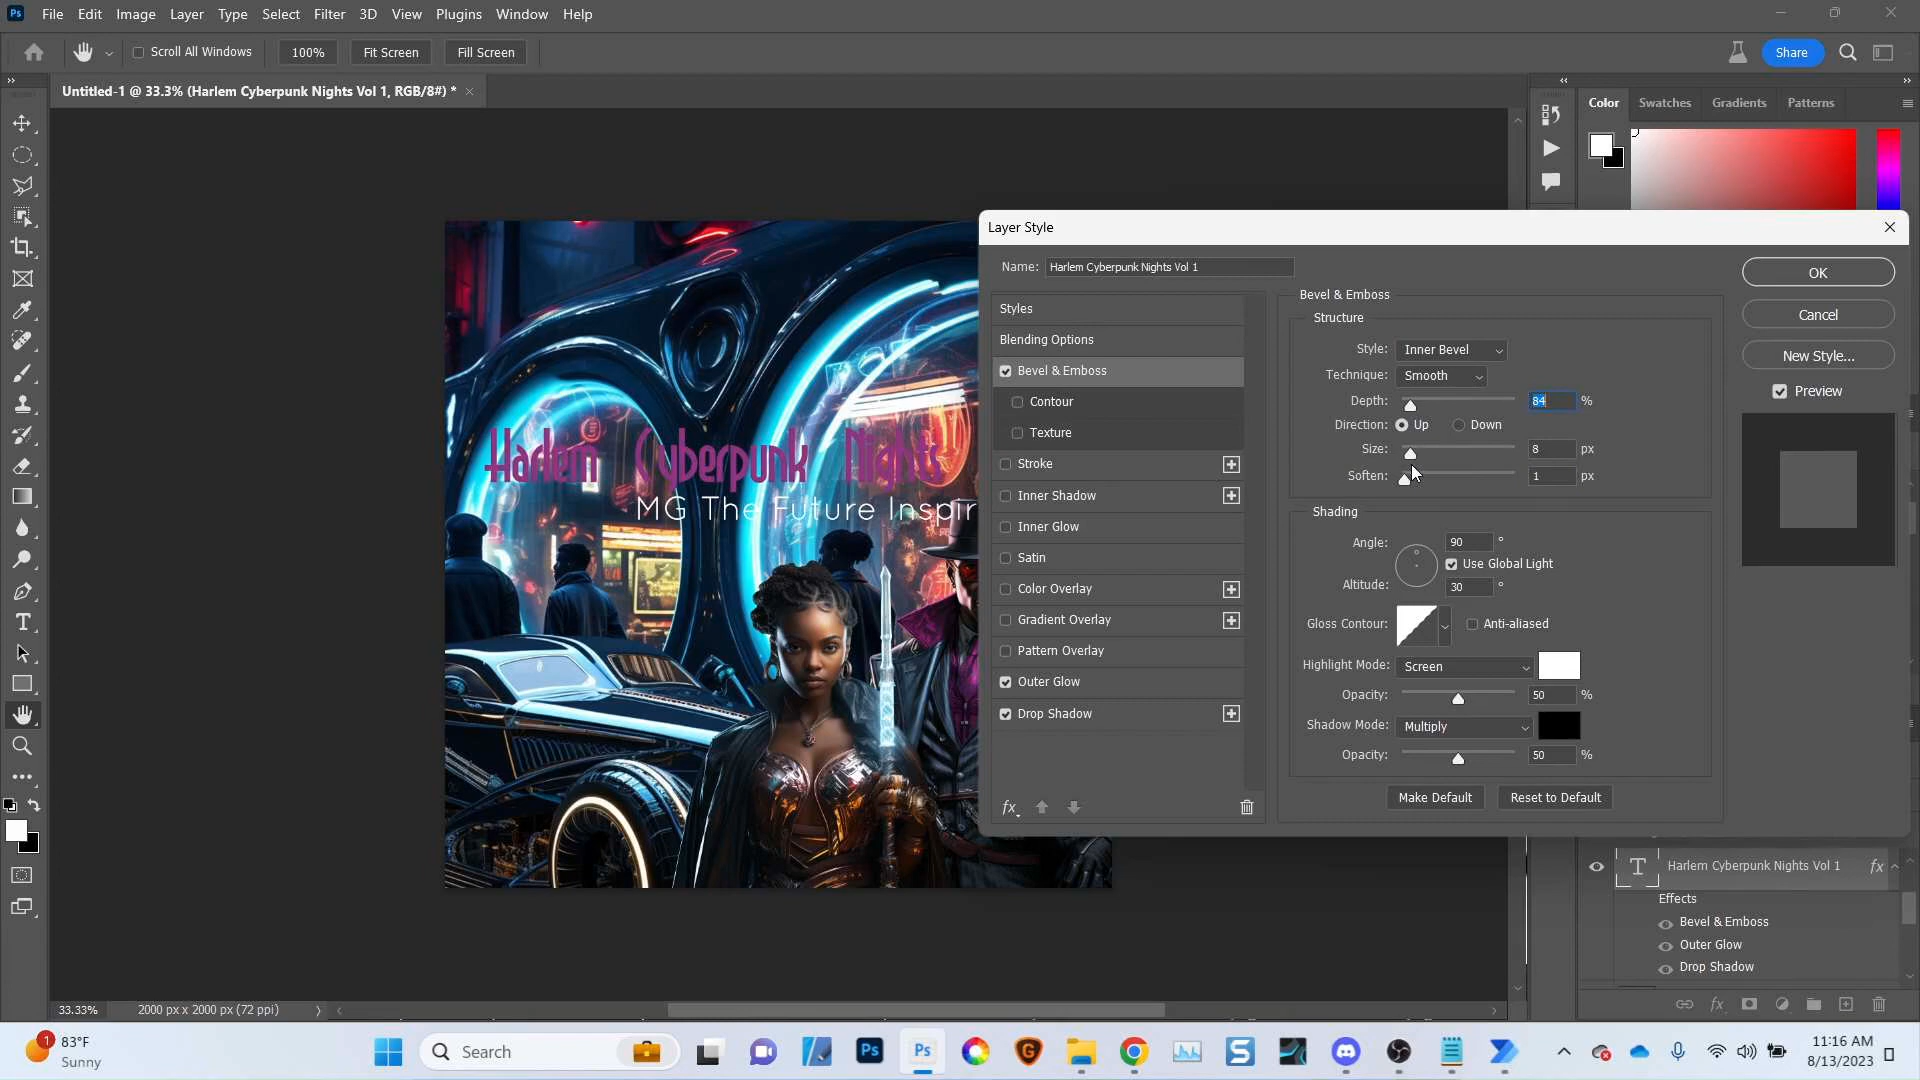 Ps File Edit Image Layer Type Select Filter 3D View Plugins Window Help
Scroll All Windows 100% Fit Screen Fill Screen Share
Untitled-1 @ 33.3% (Harlem Cyberpunk Nights Vol 1, RGB/8#) * ×
Color Swatches Gradients Patterns
Layer Style
Name: Harlem Cyberpunk Nights Vol 1
Styles
Blending Options
Bevel & Emboss
Contour
Texture
Stroke
Inner Shadow
Inner Glow
Satin
Color Overlay
Gradient Overlay
Pattern Overlay
Outer Glow
Drop Shadow
fx
Bevel & Emboss
Structure
Style: Inner Bevel
Technique: Smooth
Depth: 84 %
Direction: Up Down
Size: 8 px
Soften: 1 px
Shading
Angle: 90 °
Use Global Light
Altitude: 30 °
Gloss Contour: Anti-aliased
Highlight Mode: Screen
Opacity: 50 %
Shadow Mode: Multiply
Opacity: 50 %
Make Default Reset to Default
OK
Cancel
New Style...
Preview
Harlem Cyberpunk Nights
MG The Future Inspir
T Harlem Cyberpunk Nights Vol 1 fx
Effects
Bevel & Emboss
Outer Glow
Drop Shadow
fx
33.33% 2000 px x 2000 px (72 ppi)
1 83°F
Sunny
Search
Ps Ps
11:16 AM
8/13/2023